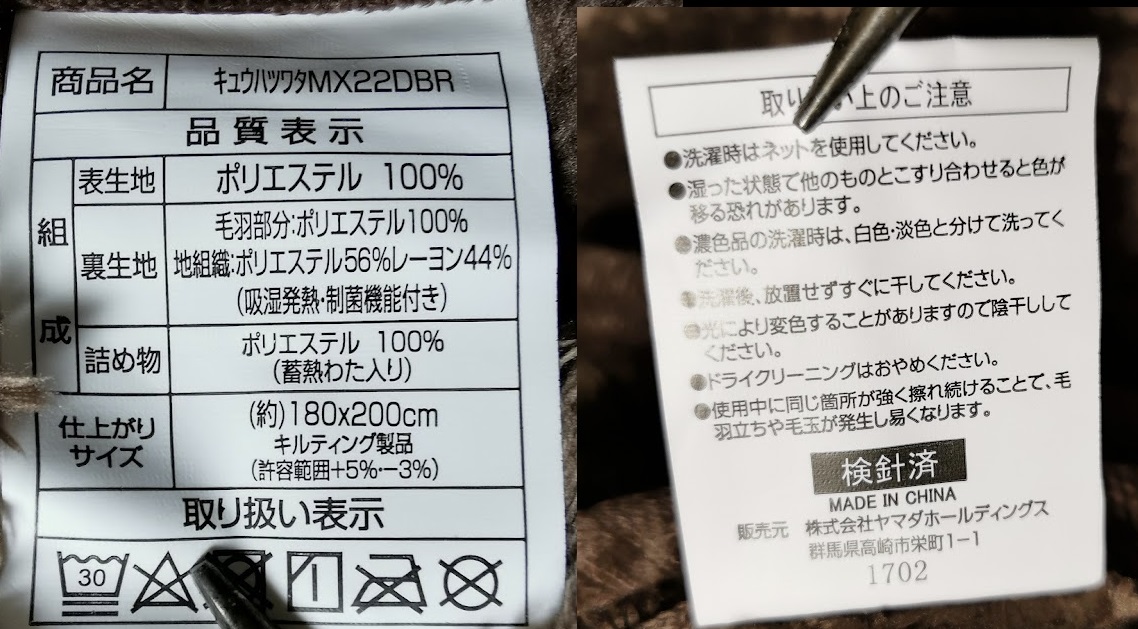 商品名
キュウハツワタMX22DBR
品質表示
組成
表生地
ポリエステル 100%
裏生地
毛羽部分:ポリエステル100%
地組織:ポリエステル56%レーヨン44%
(吸湿発熱・制菌機能付き)
詰め物
ポリエステル 100%
(蓄熱わた入り)
仕上がり
サイズ
(約)180x200cm
キルティング製品
(許容範囲+5%・-3%)
取り扱い表示
30
取り い上のご注意
●洗濯時はネットを使用してください。
●湿った状態で他のものとこすり合わせると色が
移る恐れがあります。
●濃色品の洗濯時は、白色・淡色と分けて洗ってく
ださい。
●洗濯後、放置せずすぐに干してください。
●光により変色することがありますので陰干しして
ください。
●ドライクリーニングはおやめください。
●使用中に同じ箇所が強く擦れ続けることで、毛
羽立ちや毛玉が発生し易くなります。
検針済
MADE IN CHINA
販売元 株式会社ヤマダホールディングス
群馬県高崎市栄町1-1
1702